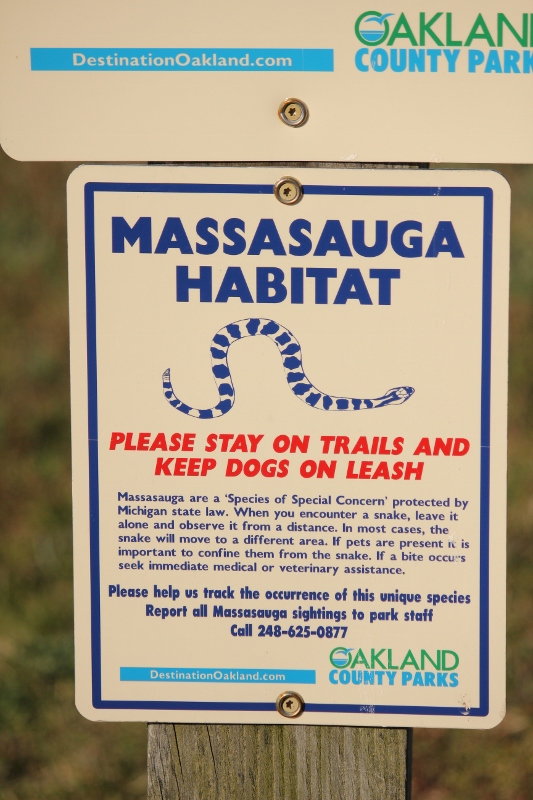 OAKLAN
DestinationOakland.com
COUNTY PARK
MASSASAUGA
HABITAT
PLEASE STAY ON TRAILS AND
KEEP DOGS ON LEASH
Massasauga are a 'Species of Special Concern' protected by
Michigan state law. When you encounter a snake, leave it
alone and observe it from a distance. In most cases, the
snake will move to a different area. If pets are present it is
important to confine them from the snake. If a bite occurs
seek immediate medical or veterinary assistance.
Please help us track the occurrence of this unique species
Report all Massasauga sightings to park staff
Call 248-625-0877
OAKLAND
DestinationOakland.com
COUNTY PARKS